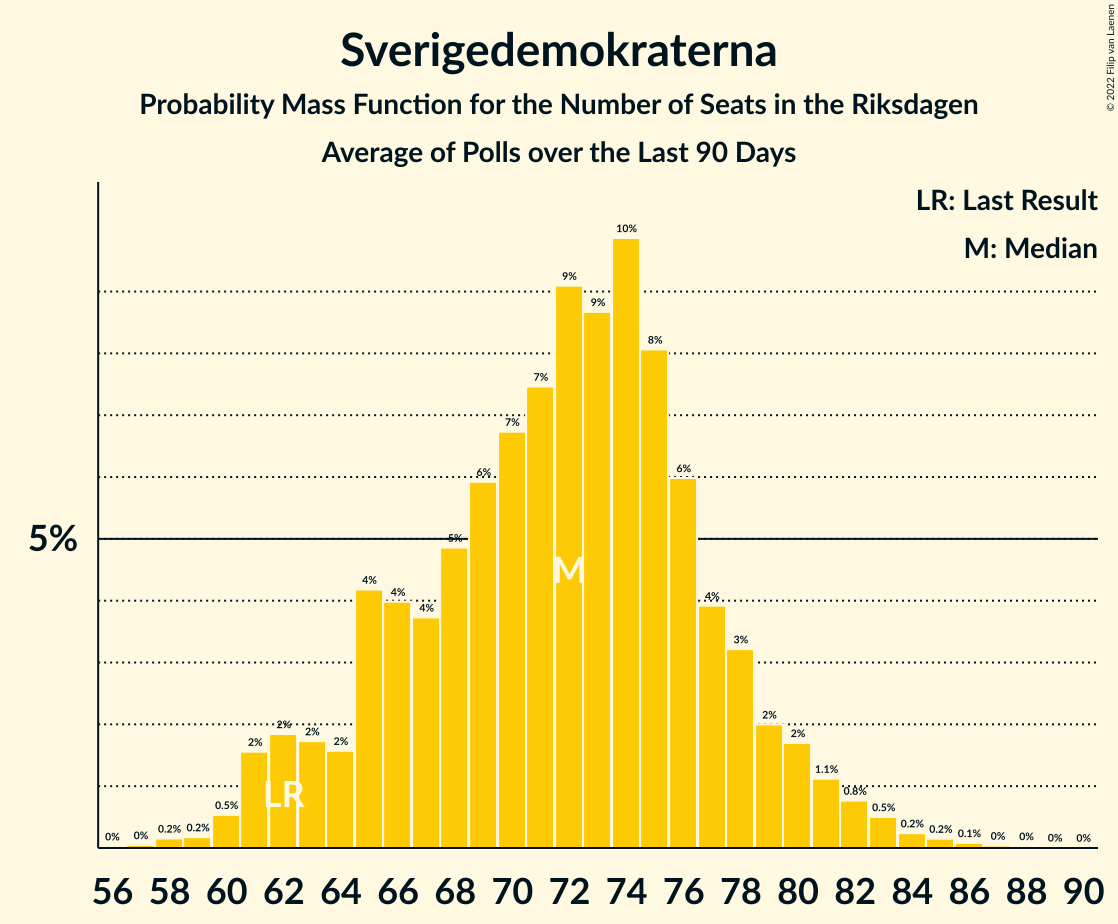 Sverigedemokraterna
Probability Mass Function for the Number of Seats in the Riksdagen
Average of Polls over the Last 90 Days
© 2022 Filip van Laenen
LR: Last Result
M: Median
5%
0% 0% 0.2% 0.2% 0.5% 2% 2% 2% 2% 4% 4% 4% 5% 6% 7% 7% 9% 9% 10% 8% 6% 4% 3% 2% 2% 1.1% 0.8% 0.5% 0.2% 0.2% 0.1% 0% 0% 0% 0%
LR
M
56 58 60 62 64 66 68 70 72 74 76 78 80 82 84 86 88 90